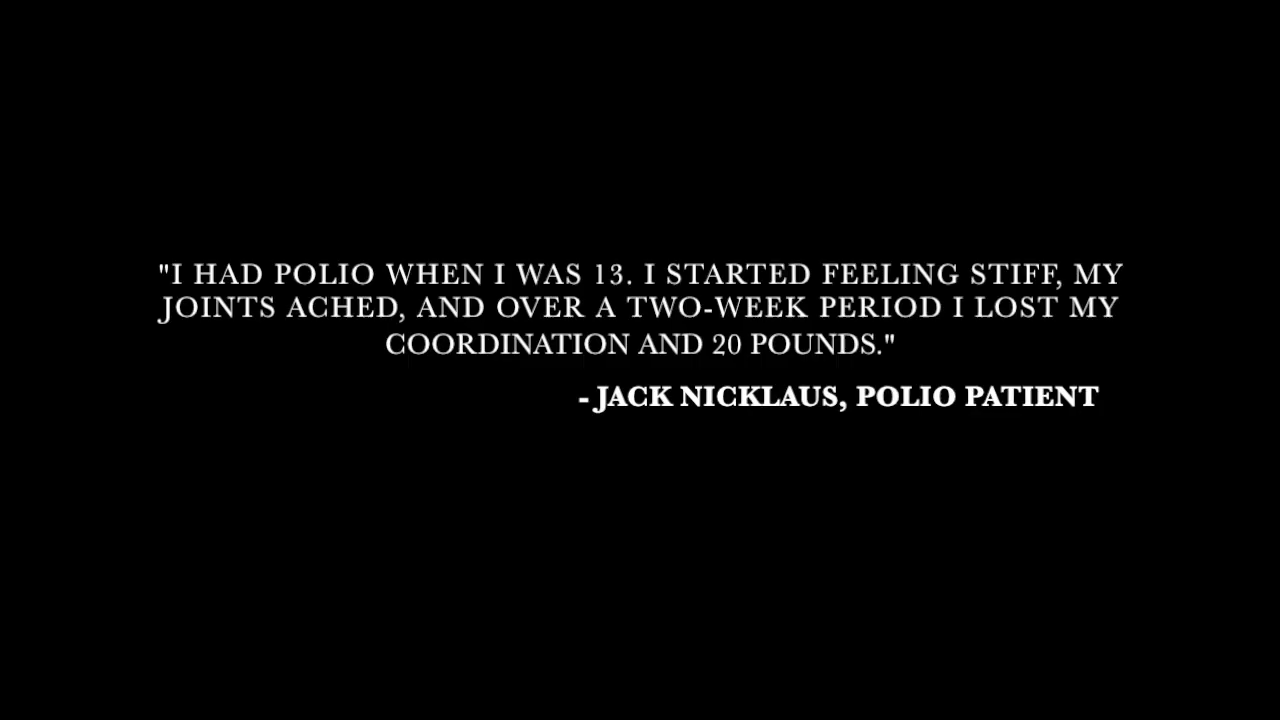 "I HAD POLIO WHEN I WAS 13. I STARTED FEELING STIFF, MY
JOINTS ACHED, AND OVER A TWO-WEEK PERIOD I LOST MY
COORDINATION AND 20 POUNDS."
- JACK NICKLAUS, POLIO PATIENT